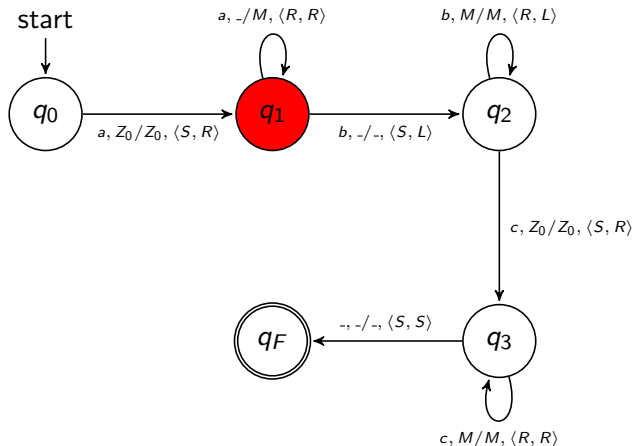 start
a, _/M, ⟨R, R⟩
b, M/M, ⟨R, L⟩
q0
q1
q2
a, Z0/Z0, ⟨S, R⟩
b, _/_, ⟨S, L⟩
c, Z0/Z0, ⟨S, R⟩
_, _/_, ⟨S, S⟩
qF
q3
c, M/M, ⟨R, R⟩